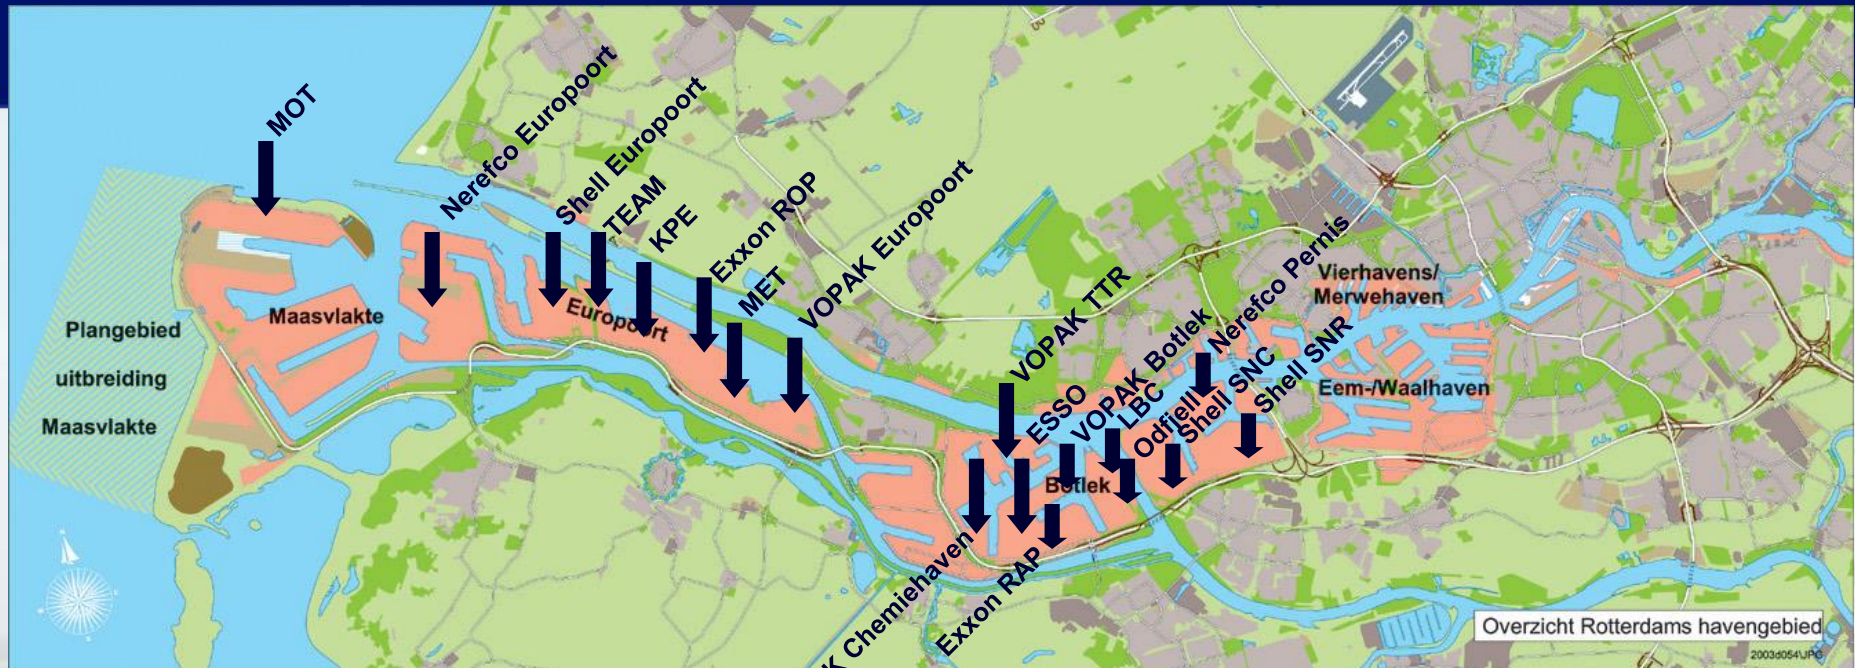 MOT
Nerefco Europoort
Shell Europoort
TEAM
KPE
Exxon ROP
MET
VOPAK Europoort
VOPAK TTR
ESSO
VOPAK Botlek
LBC
Odfjell
Nerefco Pernis
Shell SNC
Shell SNR
K Chemiehaven
Exxon RAP
Plangebied
uitbreiding
Maasvlakte
Maasvlakte
Europoort
Botlek
Vierhavens/
Merwehaven
Eem-/Waalhaven
Overzicht Rotterdams havengebied
2003d054\JPG